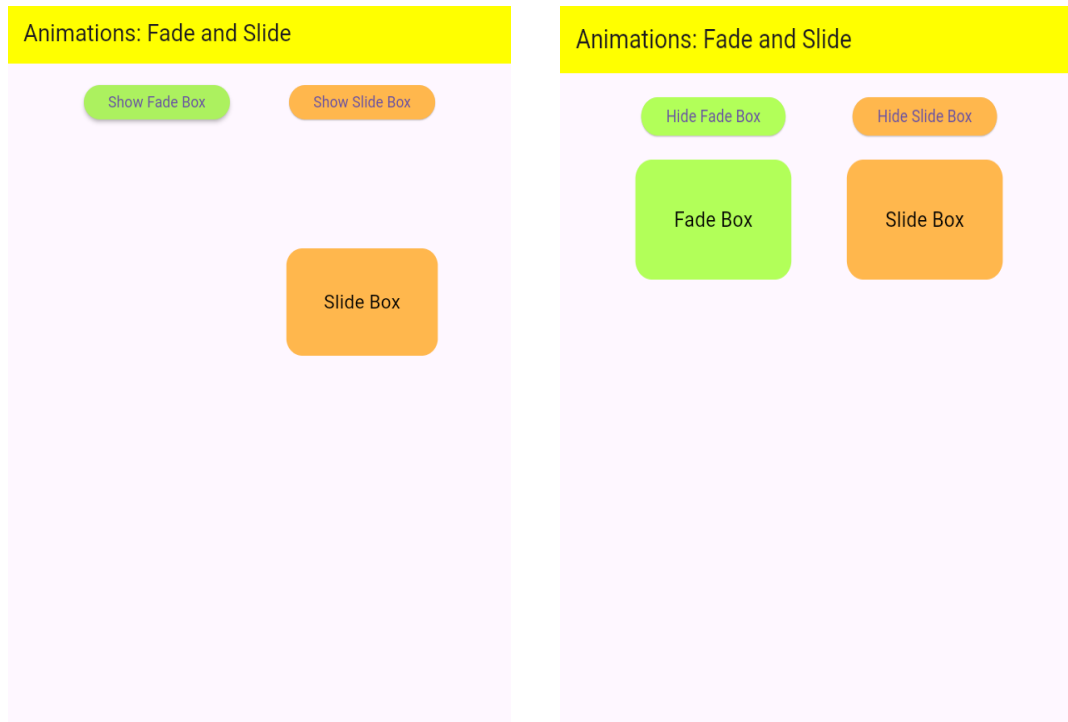 Animations: Fade and Slide
Show Fade Box
Show Slide Box
Slide Box
Animations: Fade and Slide
Hide Fade Box
Hide Slide Box
Fade Box
Slide Box